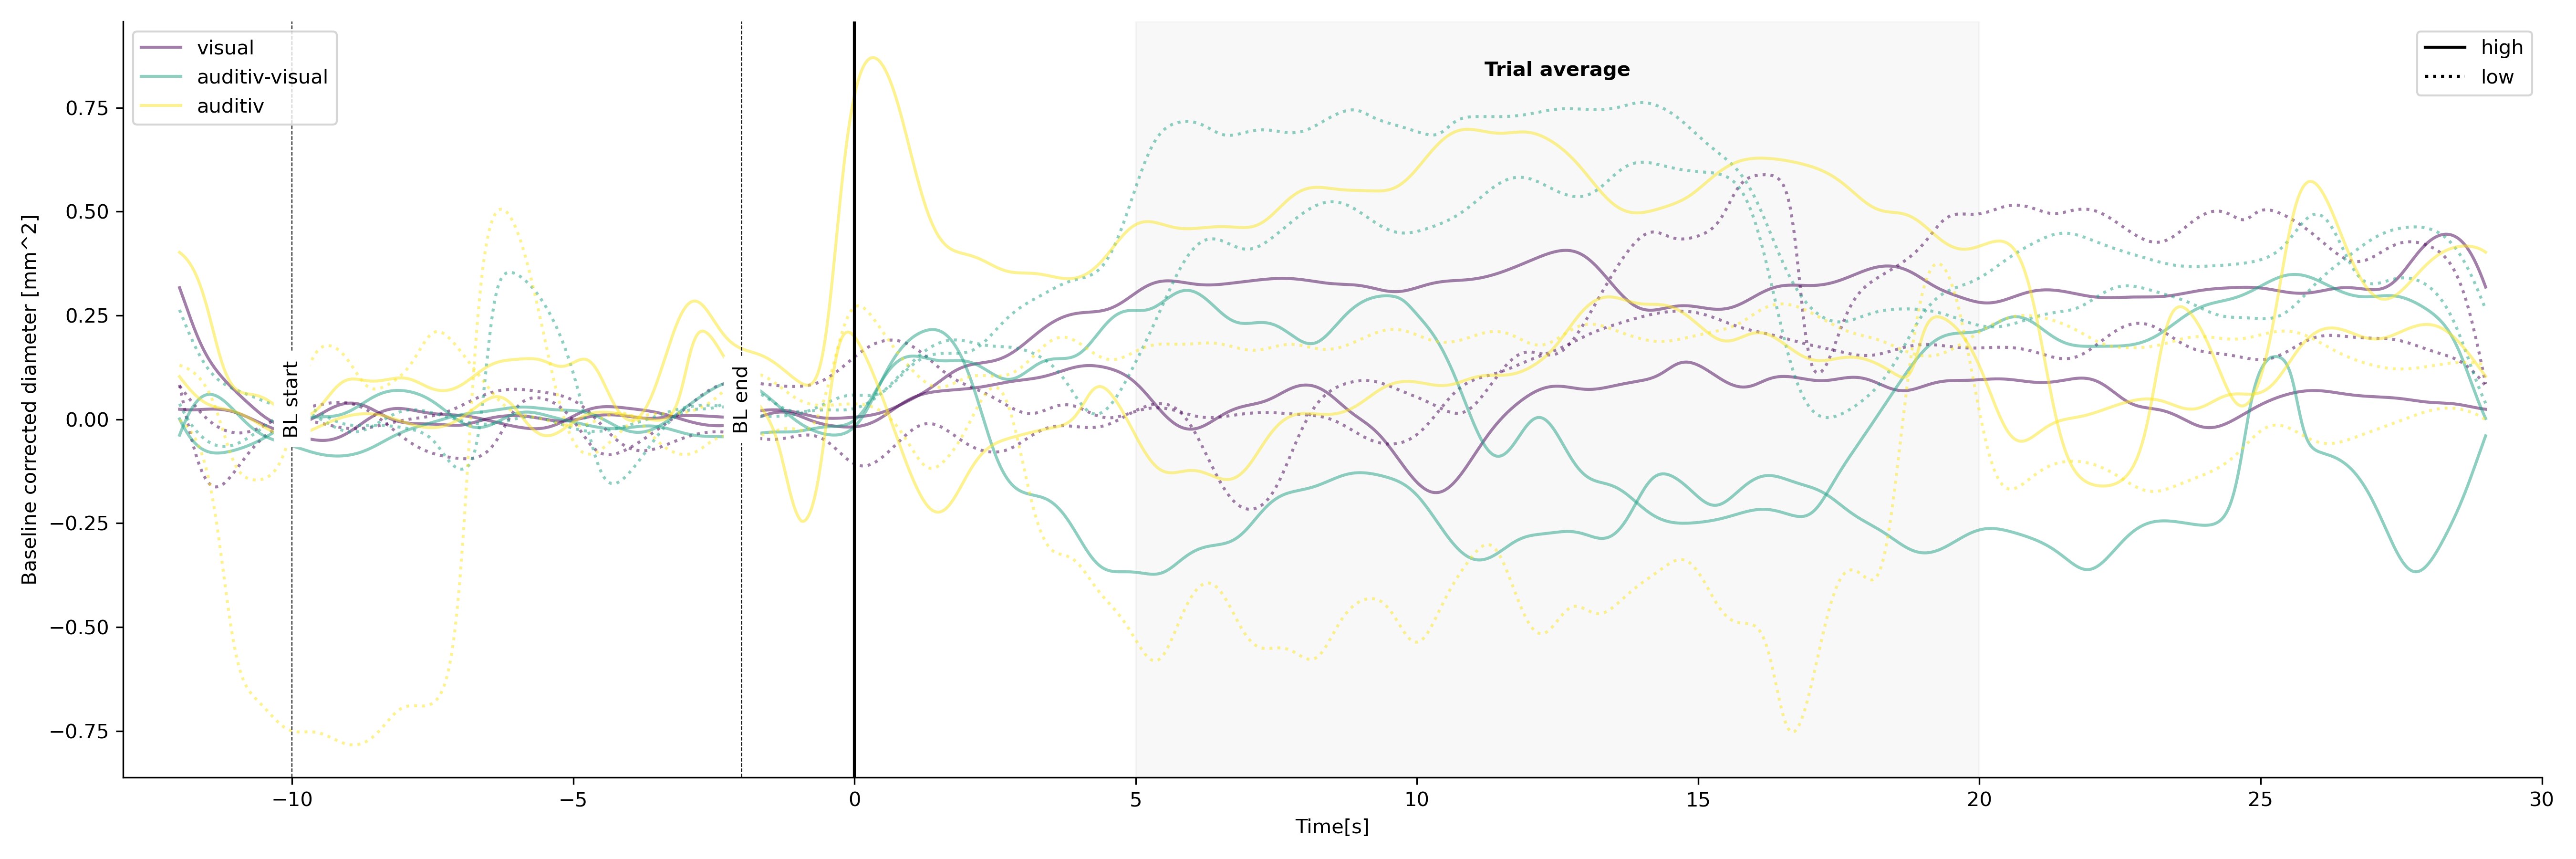 visual
auditiv-visual
auditiv
high
low
Trial average
BL start
BL end
Baseline corrected diameter [mm^2]
0.75
0.50
0.25
0.00
−0.25
−0.50
−0.75
−10
−5
0
5
10
15
20
25
30
Time[s]